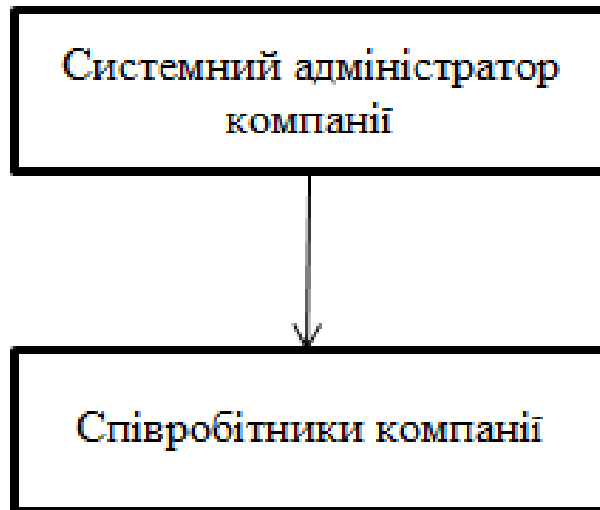 Системний адміністратор
компанії
Співробітники компанії